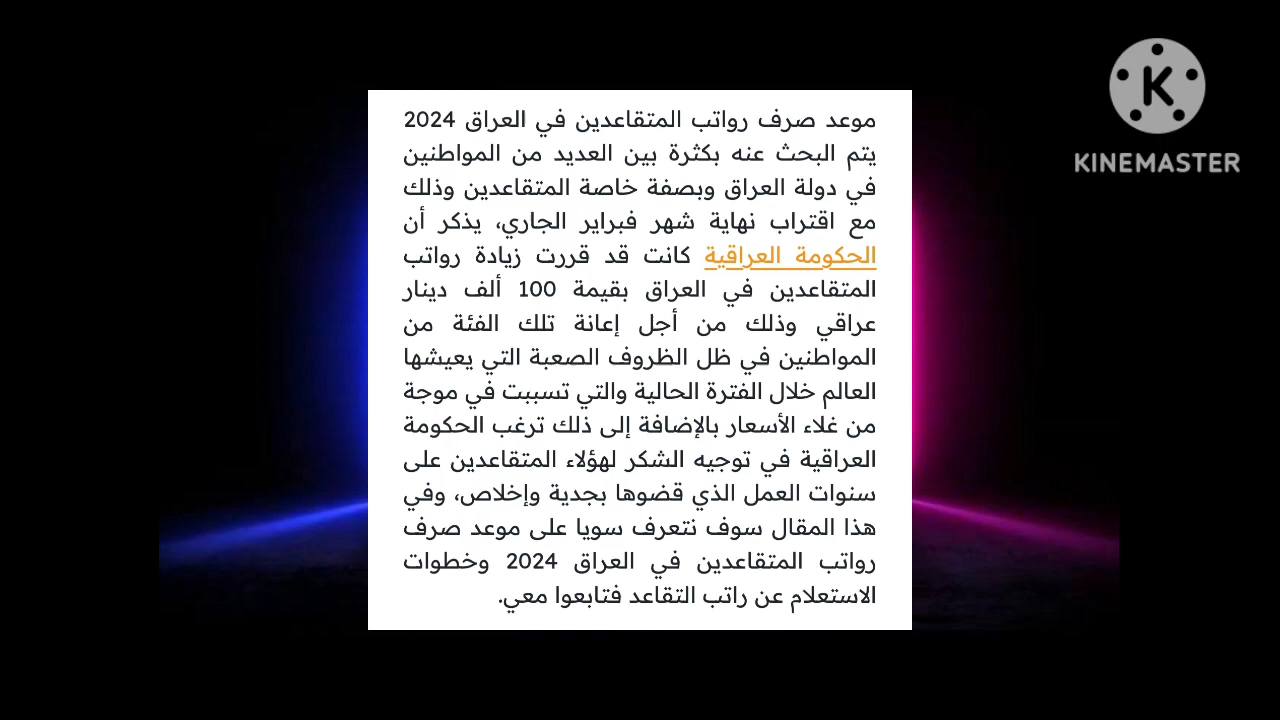 موعد صرف رواتب المتقاعدين في العراق 2024
يتم البحث عنه بكثرة بين العديد من المواطنين
في دولة العراق وبصفة خاصة المتقاعدين وذلك
مع اقتراب نهاية شهر فبراير الجاري، يذكر أن
الحكومة العراقية كانت قد قررت زيادة رواتب
المتقاعدين في العراق بقيمة 100 ألف دينار
عراقي وذلك من أجل إعانة تلك الفئة من
المواطنين في ظل الظروف الصعبة التي يعيشها
العالم خلال الفترة الحالية والتي تسببت في موجة
من غلاء الأسعار بالإضافة إلى ذلك ترغب الحكومة
العراقية في توجيه الشكر لهؤلاء المتقاعدين على
سنوات العمل الذي قضوها بجدية وإخلاص، وفي
هذا المقال سوف نتعرف سويا على موعد صرف
رواتب المتقاعدين في العراق 2024 وخطوات
الاستعلام عن راتب التقاعد فتابعوا معي.
K
KINEMASTER